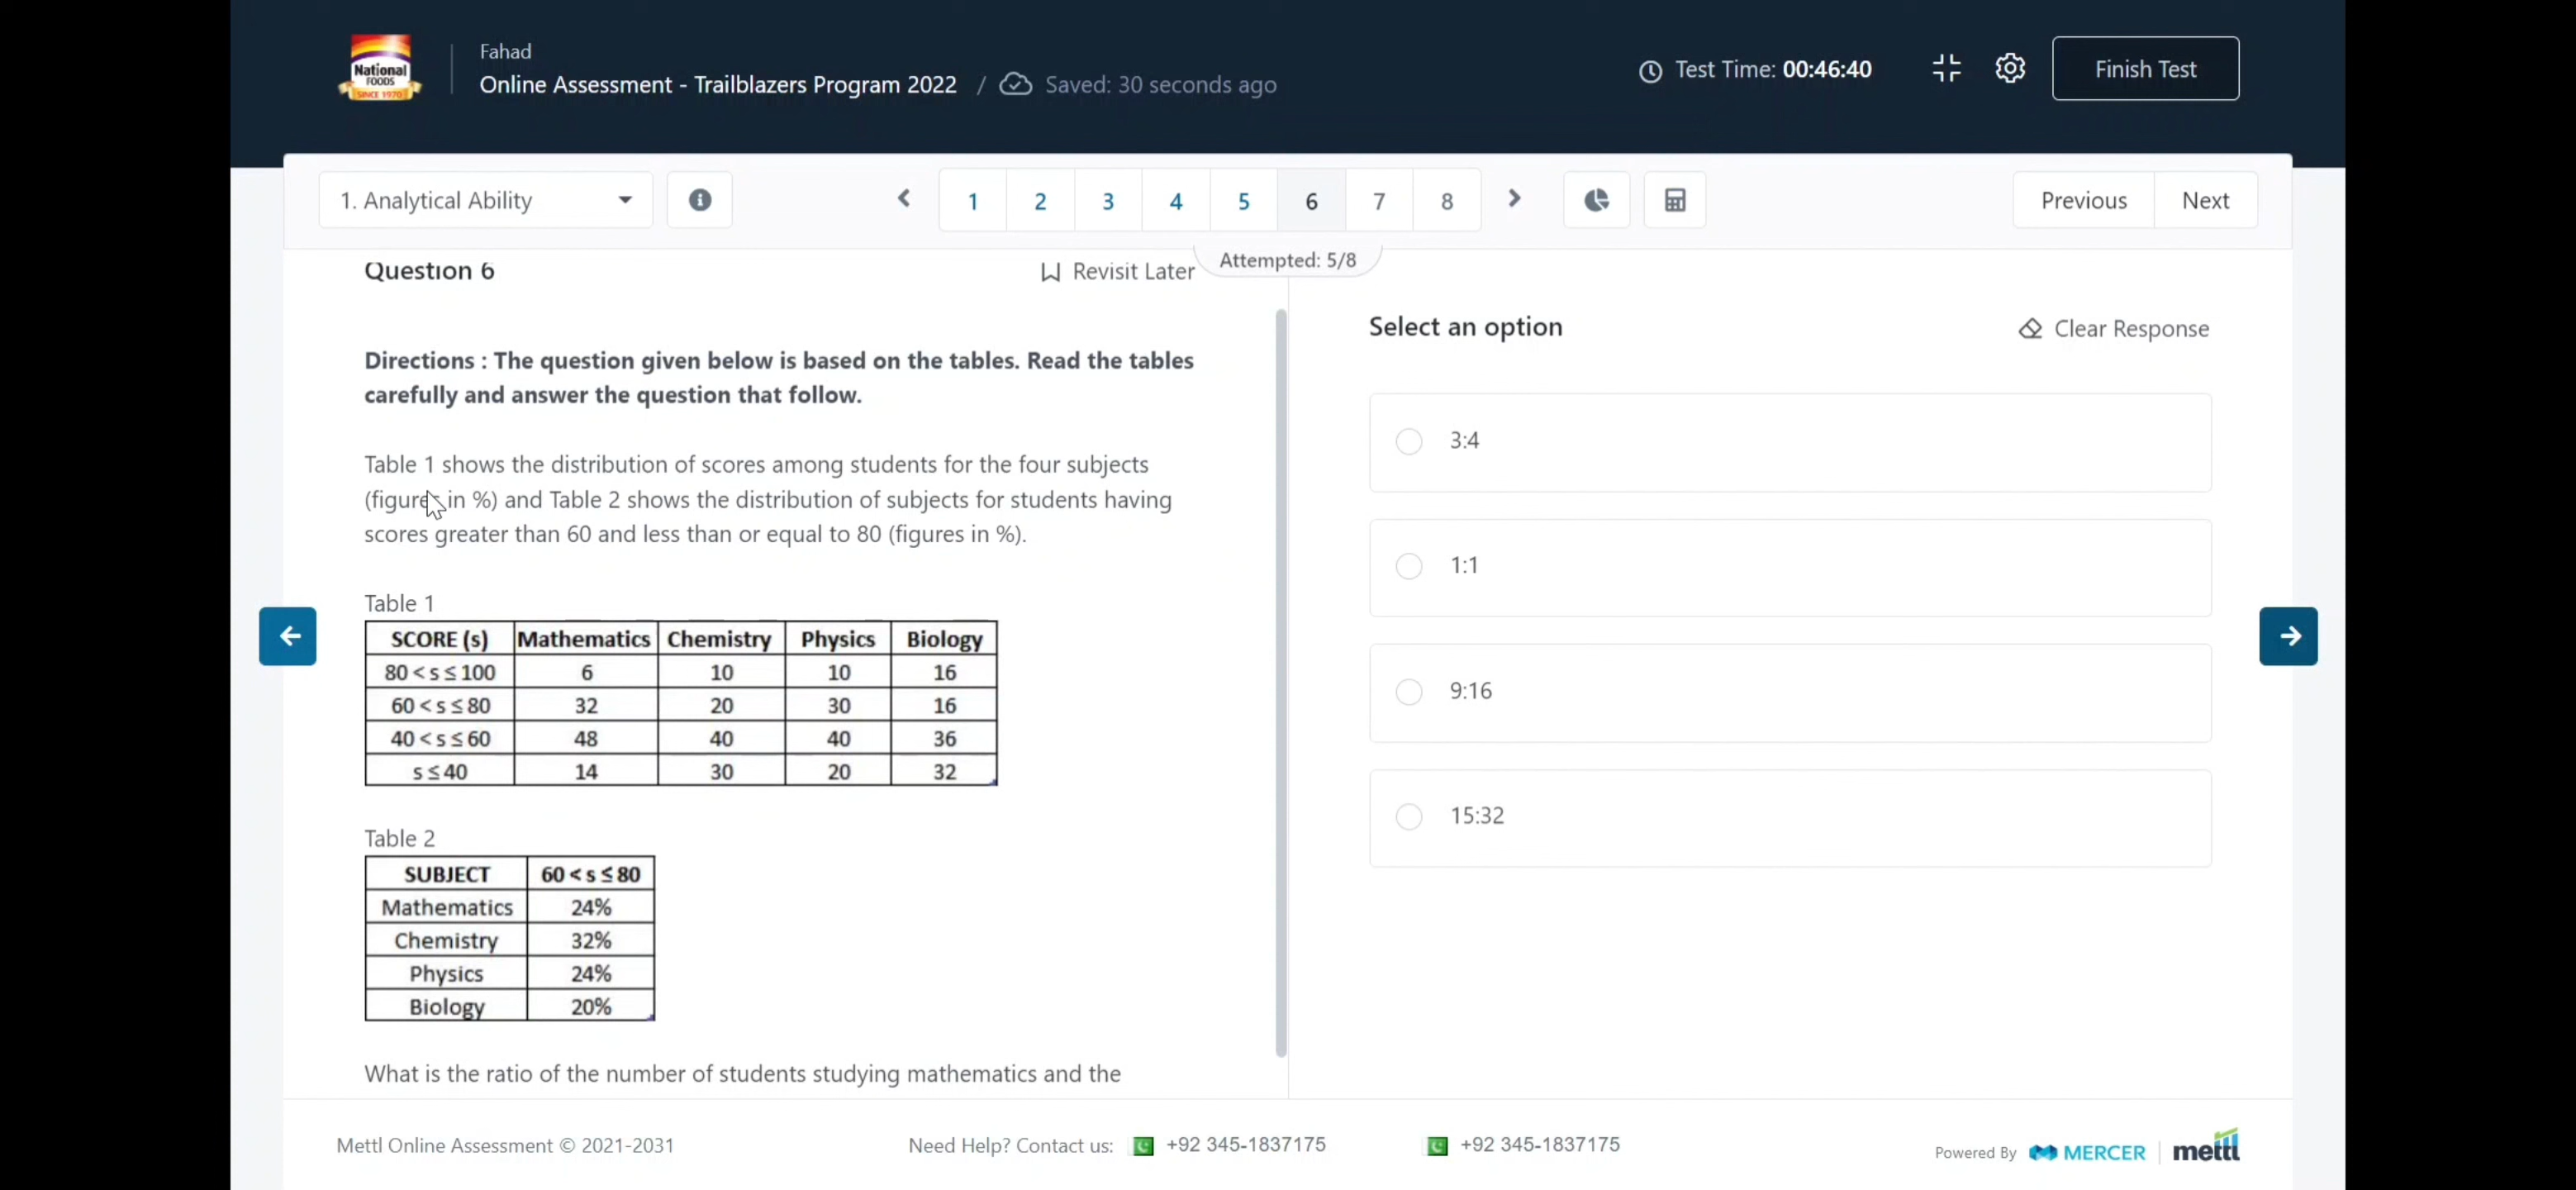 National
FOODS
SINCE 1970
Fahad
Online Assessment - Trailblazers Program 2022 / Saved: 30 seconds ago
Test Time: 00:46:40
Finish Test
1. Analytical Ability
1 2 3 4 5 6 7 8
Previous Next
Attempted: 5/8
Question 6
Revisit Later
Directions : The question given below is based on the tables. Read the tables
carefully and answer the question that follow.
Table 1 shows the distribution of scores among students for the four subjects
(figures in %) and Table 2 shows the distribution of subjects for students having
scores greater than 60 and less than or equal to 80 (figures in %).
Table 1
SCORE (s) Mathematics Chemistry Physics Biology
80 < s ≤ 100 6 10 10 16
60 < s ≤ 80 32 20 30 16
40 < s ≤ 60 48 40 40 36
s ≤ 40 14 30 20 32
Table 2
SUBJECT 60 < s ≤ 80
Mathematics 24%
Chemistry 32%
Physics 24%
Biology 20%
What is the ratio of the number of students studying mathematics and the
Select an option
Clear Response
3:4
1:1
9:16
15:32
Mettl Online Assessment © 2021-2031
Need Help? Contact us: +92 345-1837175 +92 345-1837175
Powered By MERCER | mettl